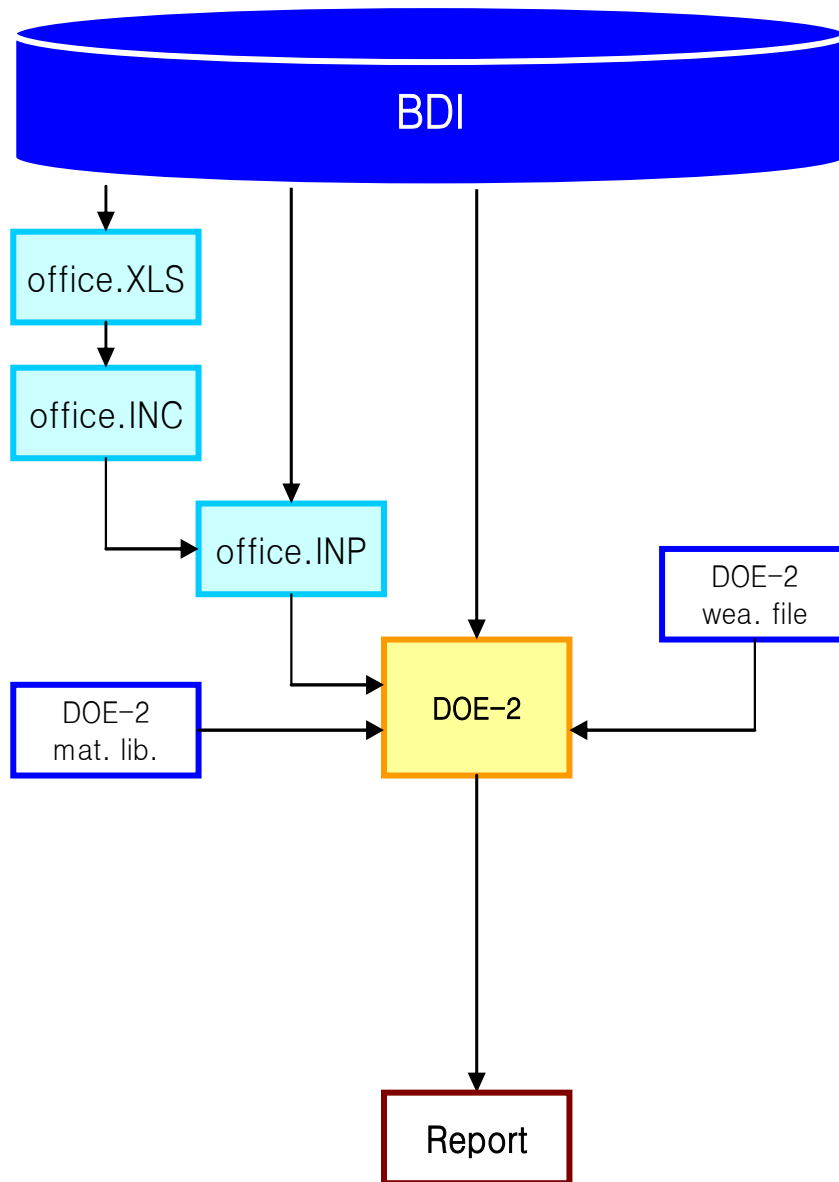 BDI
office.XLS
office.INC
office.INP
DOE-2
wea. file
DOE-2
mat. lib.
DOE-2
Report